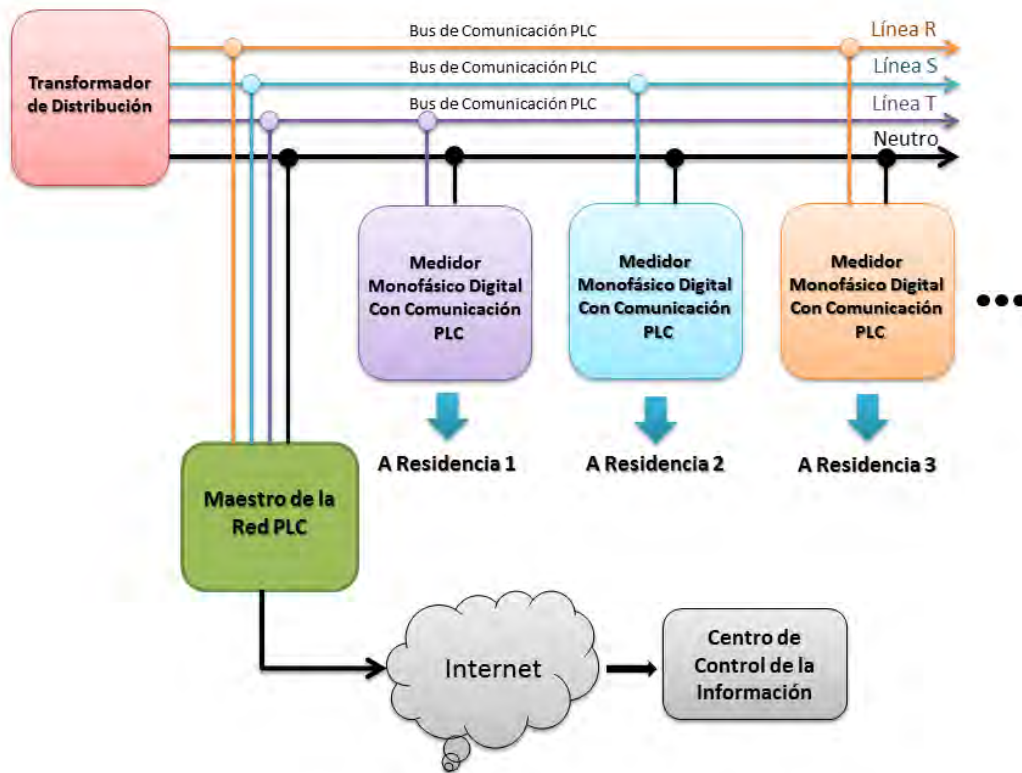 Bus de Comunicación PLC
Línea R
Bus de Comunicación PLC
Línea S
Transformador
de Distribución
Bus de Comunicación PLC
Línea T
Neutro
Medidor
Monofásico Digital
Con Comunicación
PLC
Medidor
Monofásico Digital
Con Comunicación
PLC
Medidor
Monofásico Digital
Con Comunicación
PLC
A Residencia 1
A Residencia 2
A Residencia 3
Maestro de la
Red PLC
Internet
Centro de
Control de la
Información